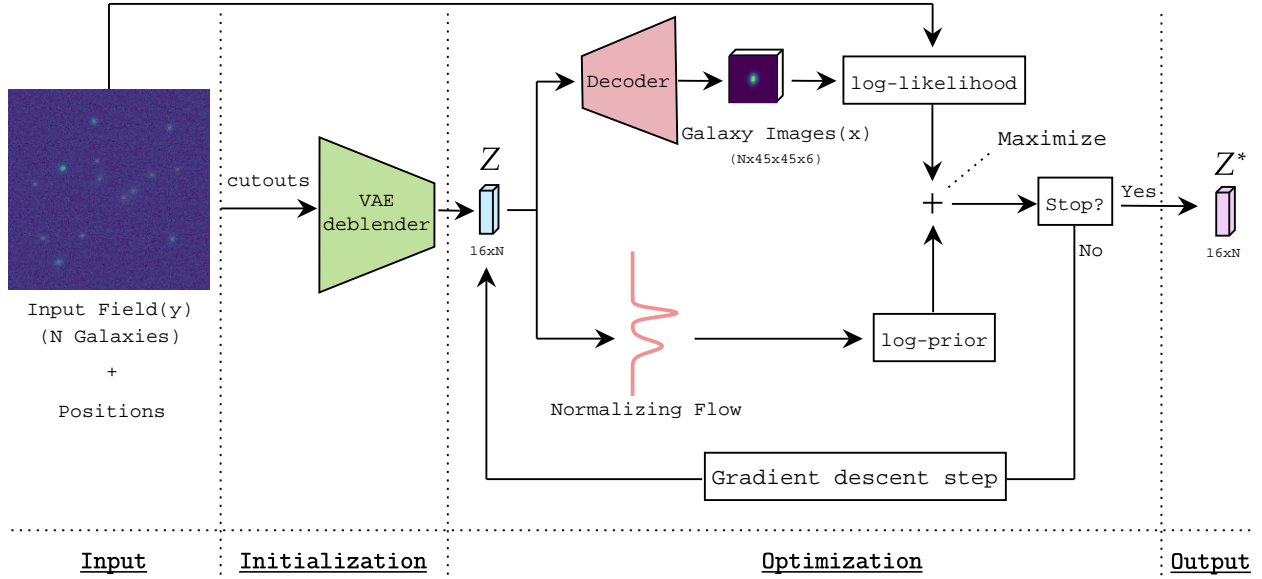 Input Field(y)
(N Galaxies)
+
Positions
cutouts
VAE
deblender
Z
16xN
Decoder
Galaxy Images(x)
(Nx45x45x6)
log-likelihood
Maximize
+
Stop?
Yes
No
Z*
16xN
log-prior
Normalizing Flow
Gradient descent step
Input
Initialization
Optimization
Output